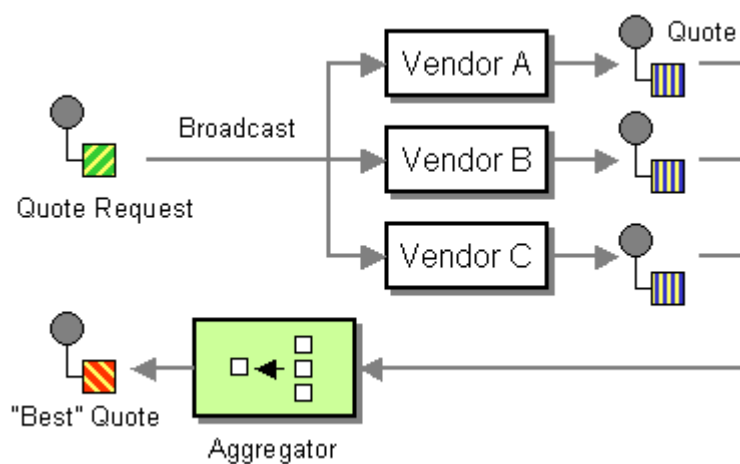 Quote
Vendor A
Broadcast
Vendor B
Quote Request
Vendor C
"Best" Quote
Aggregator